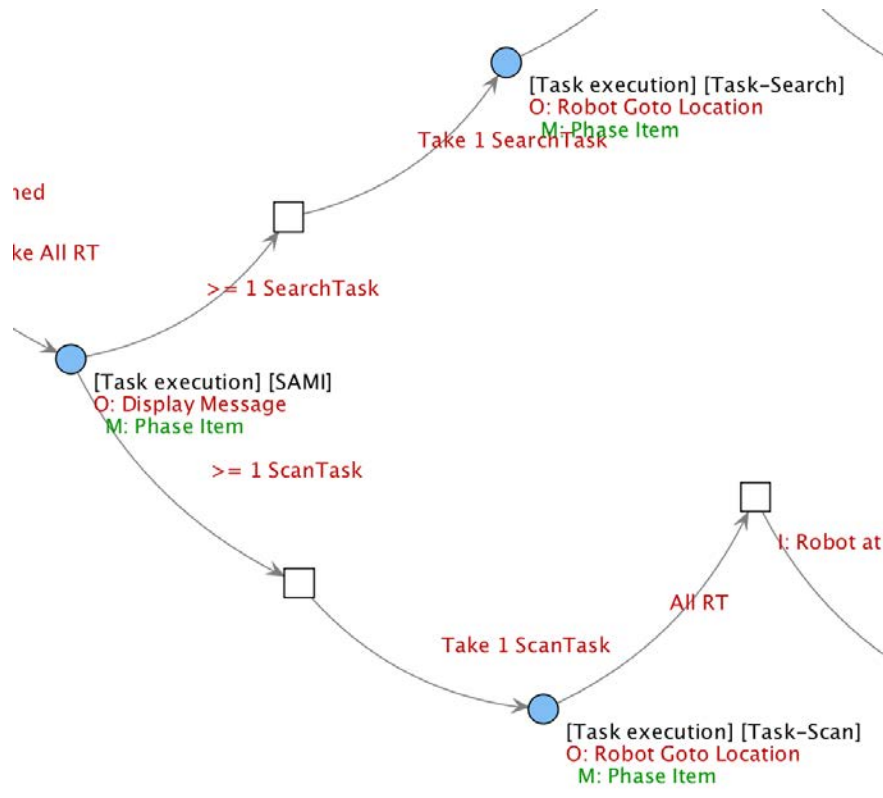 [Task execution] [Task-Search]
O: Robot Goto Location
M: Phase Item
Take 1 SearchTask
All RT
>= 1 SearchTask
[Task execution] [SAMI]
O: Display Message
M: Phase Item
>= 1 ScanTask
I: Robot at
All RT
Take 1 ScanTask
[Task execution] [Task-Scan]
O: Robot Goto Location
M: Phase Item